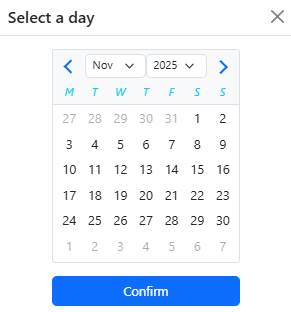 Select a day
Nov 2025
M T W T F S S
27 28 29 30 31 1 2
3 4 5 6 7 8 9
10 11 12 13 14 15 16
17 18 19 20 21 22 23
24 25 26 27 28 29 30
1 2 3 4 5 6 7
Confirm